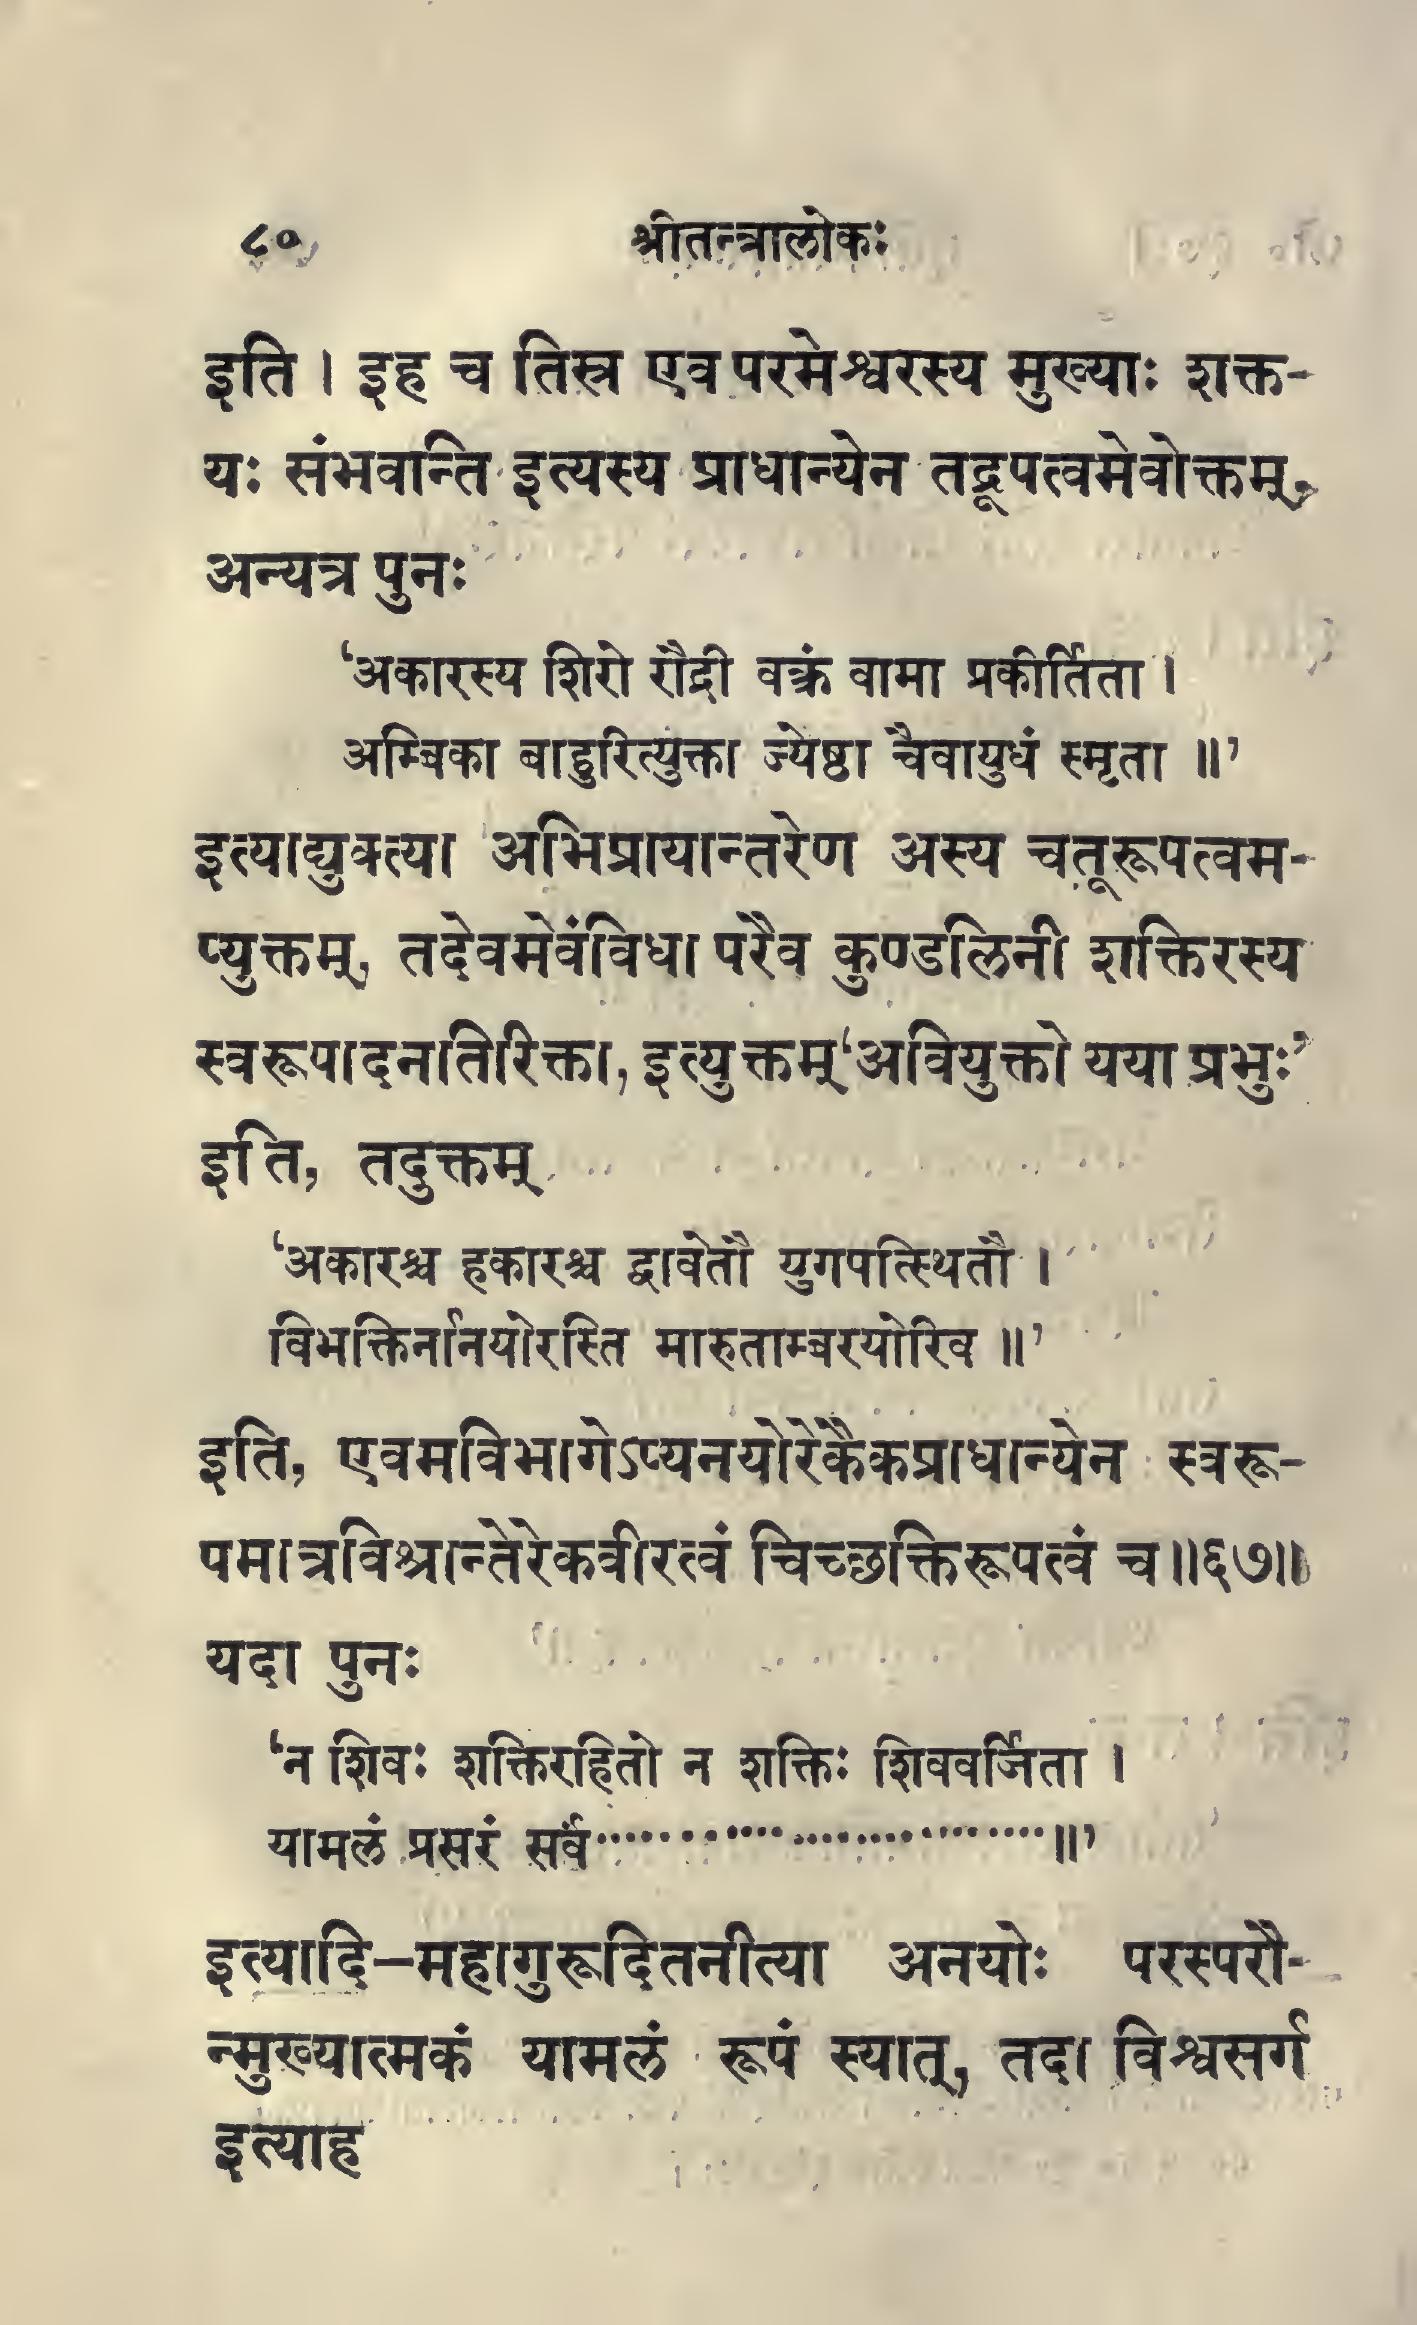 ८० श्रीतन्त्रालोकः
इति । इह च तिस्र एव परमेश्वरस्य मुख्याः शक्त-
यः संभवान्ति इत्यस्य प्राधान्येन तद्रूपत्वमेवोक्तम्,
अन्यत्र पुनः
‘अकारस्य शिरो रौद्री वक्त्रं वामा प्रकीर्तिता ।
अम्बिका बाहुरित्युक्ता ज्येष्ठा चैवायुधं स्मृता ॥’
इत्याद्युक्त्या अभिप्रायान्तरेण अस्य चतूरूपत्वम-
प्युक्तम्, तदेवमेवंविधा परैव कुण्डलिनी शक्तिरस्य
स्वरूपादनतिरिक्ता, इत्युक्तम् ‘अवियुक्तो यया प्रभुः’
इति, तदुक्तम्
‘अकारश्च हकारश्च द्वावेतौ युगपत्स्थितौ ।
विभक्तिर्नानयोरस्ति मारुताम्बरयोरिव ॥’
इति, एवमविभागेऽप्यनयोरेकैकप्राधान्येन स्वरू-
पमात्रविश्रान्तेरेकवीरत्वं चिच्छक्तिरूपत्वं च॥६७॥
यदा पुनः
‘न शिवः शक्तिरहितो न शक्तिः शिववर्जिता ।
यामलं प्रसरं सर्वं.......................................॥’
इत्यादि–महागुरूदितनीत्या अनयोः परस्परौ-
न्मुख्यात्मकं यामलं रूपं स्यात्, तदा विश्वसर्ग
इत्याह